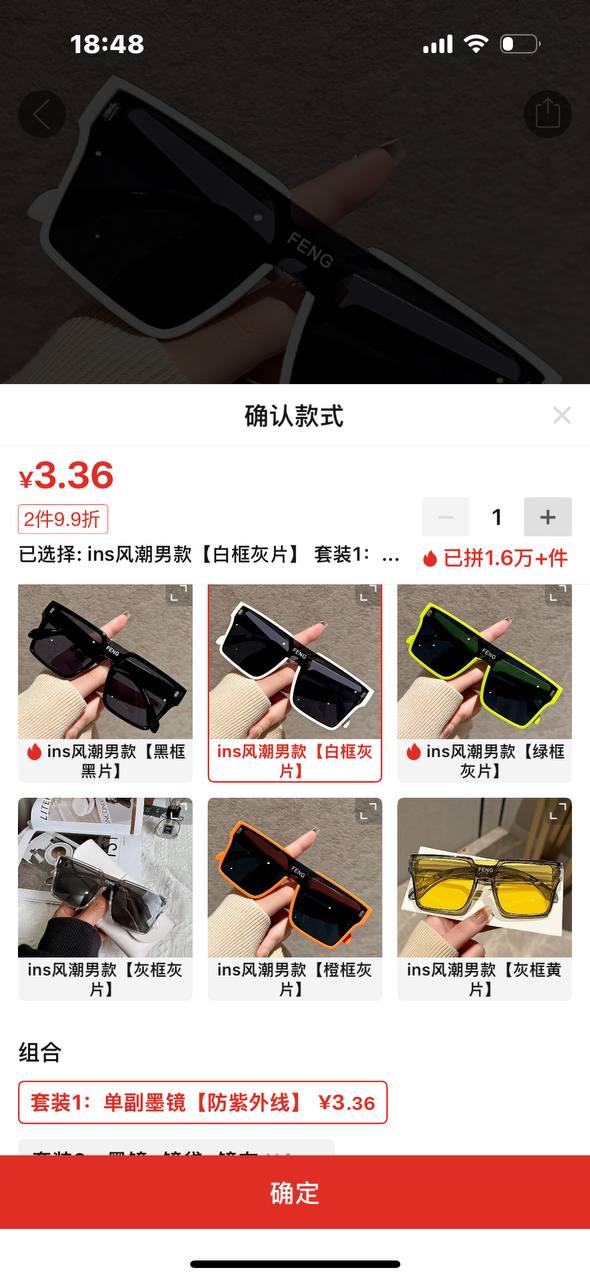 18:48
FENG
确认款式
¥3.36
2件9.9折
1
已选择: ins风潮男款【白框灰片】 套装1: ...
已拼1.6万+件
FENG
FENG
FENG
ins风潮男款【黑框
黑片】
ins风潮男款【白框灰
片】
ins风潮男款【绿框
灰片】
FENG
FENG
ins风潮男款【灰框灰
片】
ins风潮男款【橙框灰
片】
ins风潮男款【灰框黄
片】
组合
套装1: 单副墨镜【防紫外线】 ¥3.36
确定